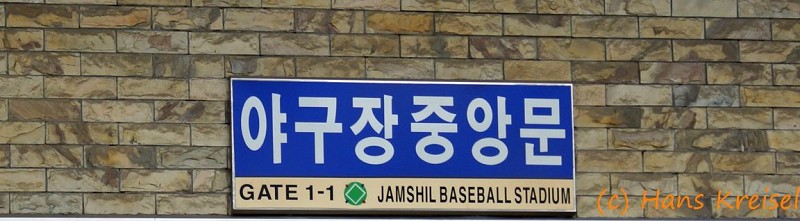 야구장중앙문
GATE 1-1 JAMSHIL BASEBALL STADIUM
(c) Hans Kreisel